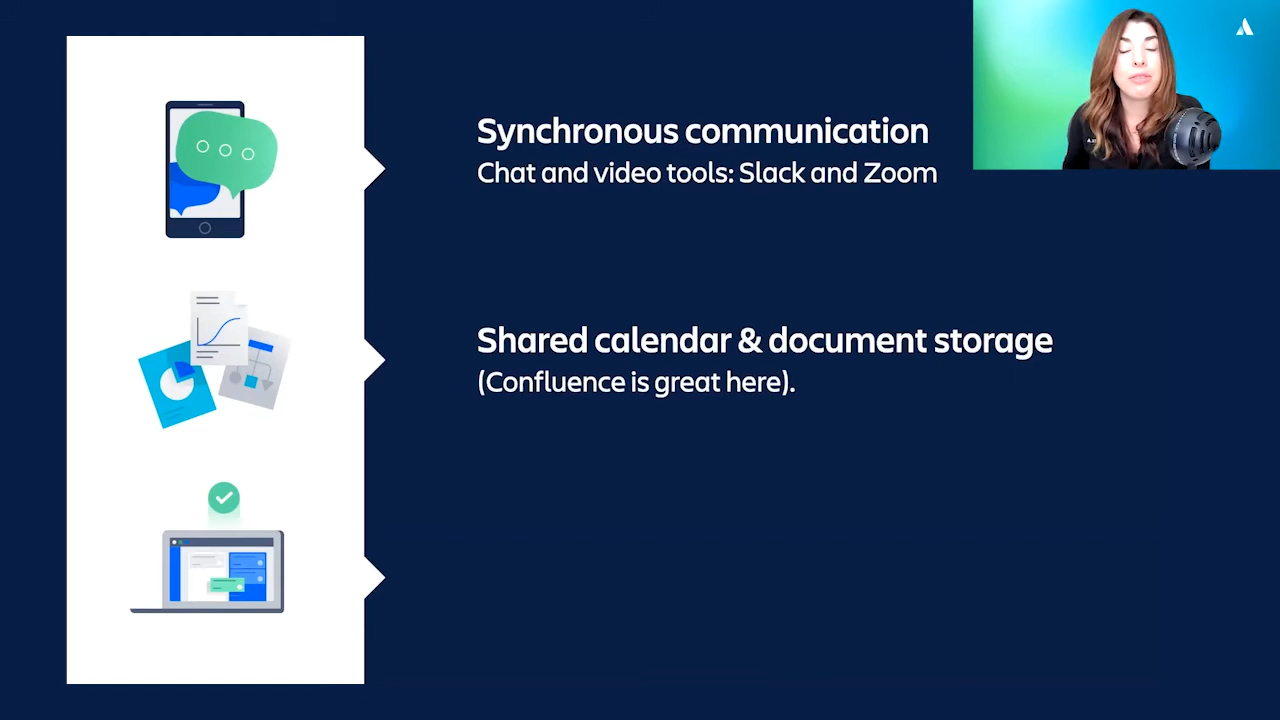 Synchronous communication
Chat and video tools: Slack and Zoom
Shared calendar & document storage
(Confluence is great here).